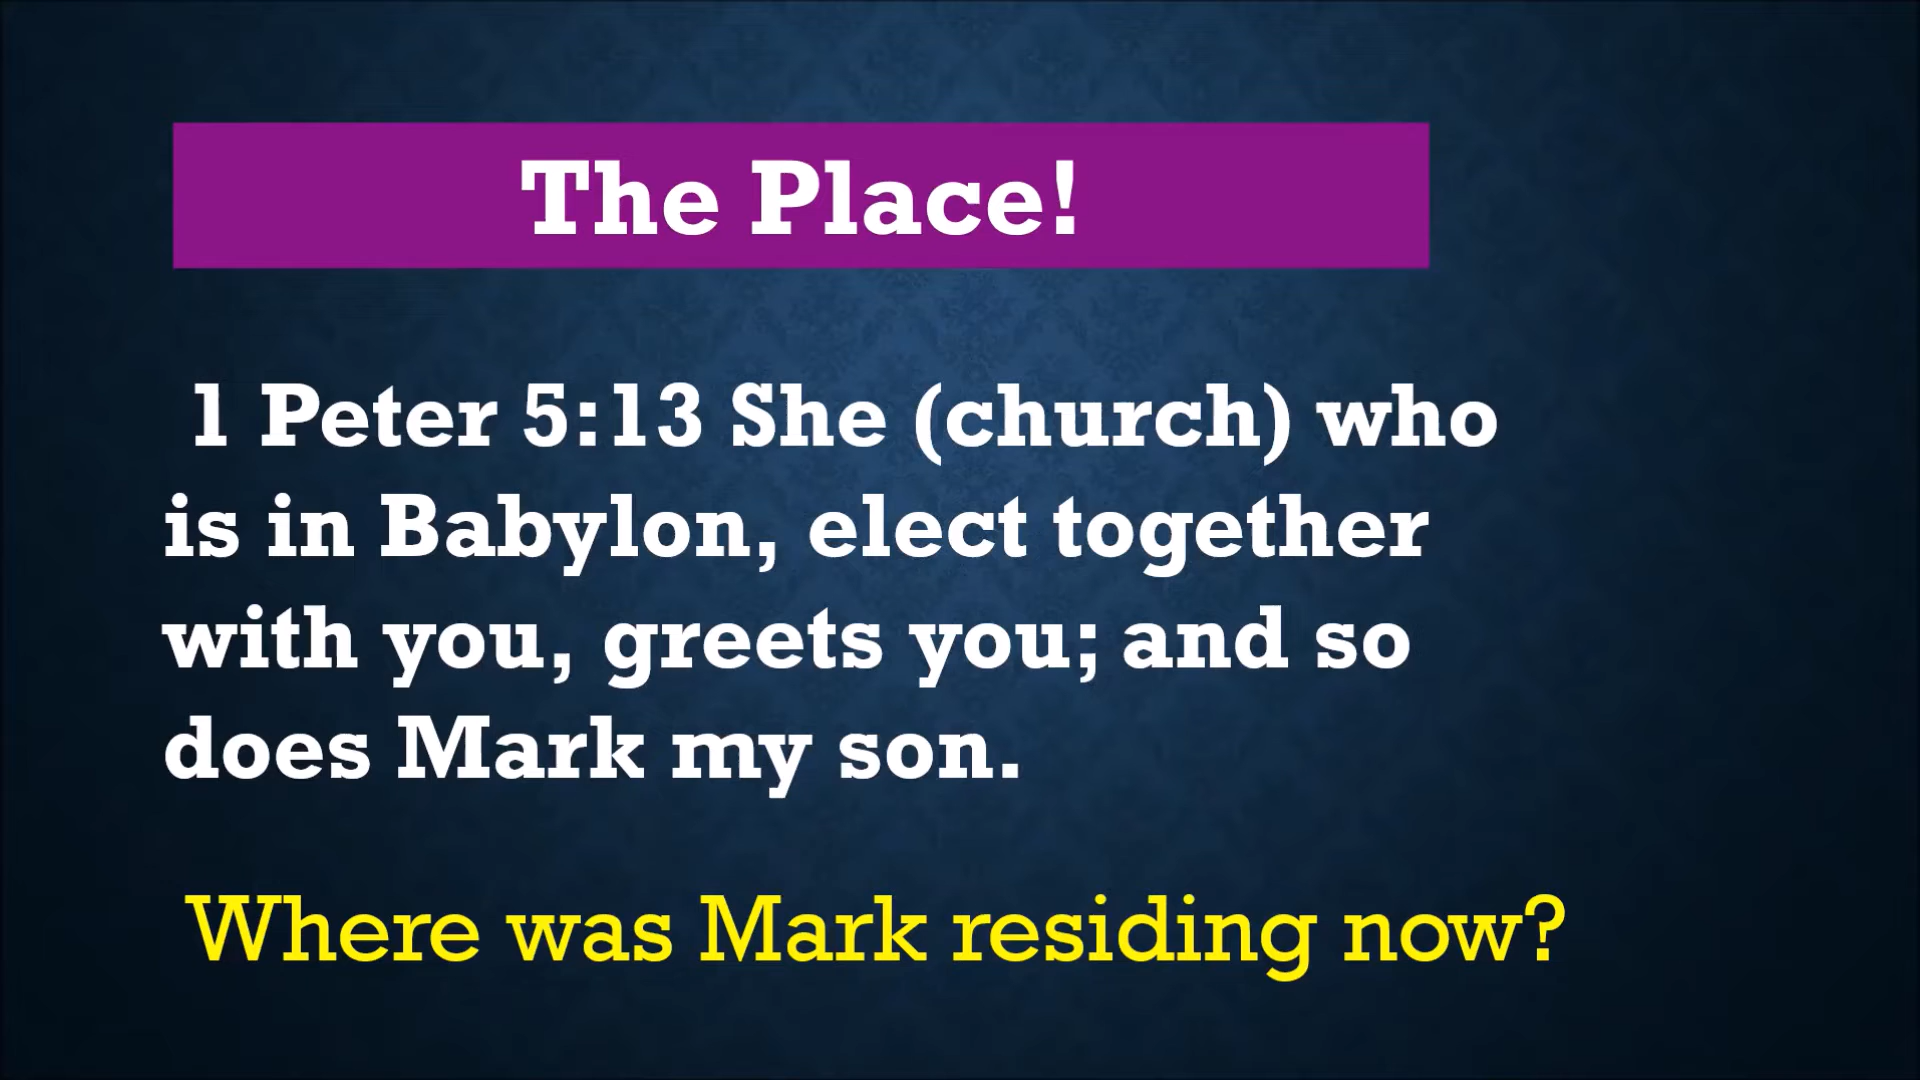 The Place!
1 Peter 5:13 She (church) who
is in Babylon, elect together
with you, greets you; and so
does Mark my son.
Where was Mark residing now?